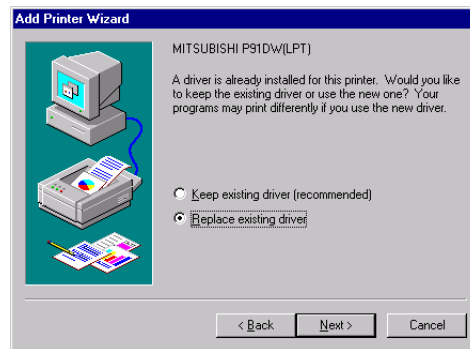 Add Printer Wizard
MITSUBISHI P91DW(LPT)
A driver is already installed for this printer. Would you like
to keep the existing driver or use the new one? Your
programs may print differently if you use the new driver.
Keep existing driver (recommended)
Replace existing driver
< Back
Next >
Cancel